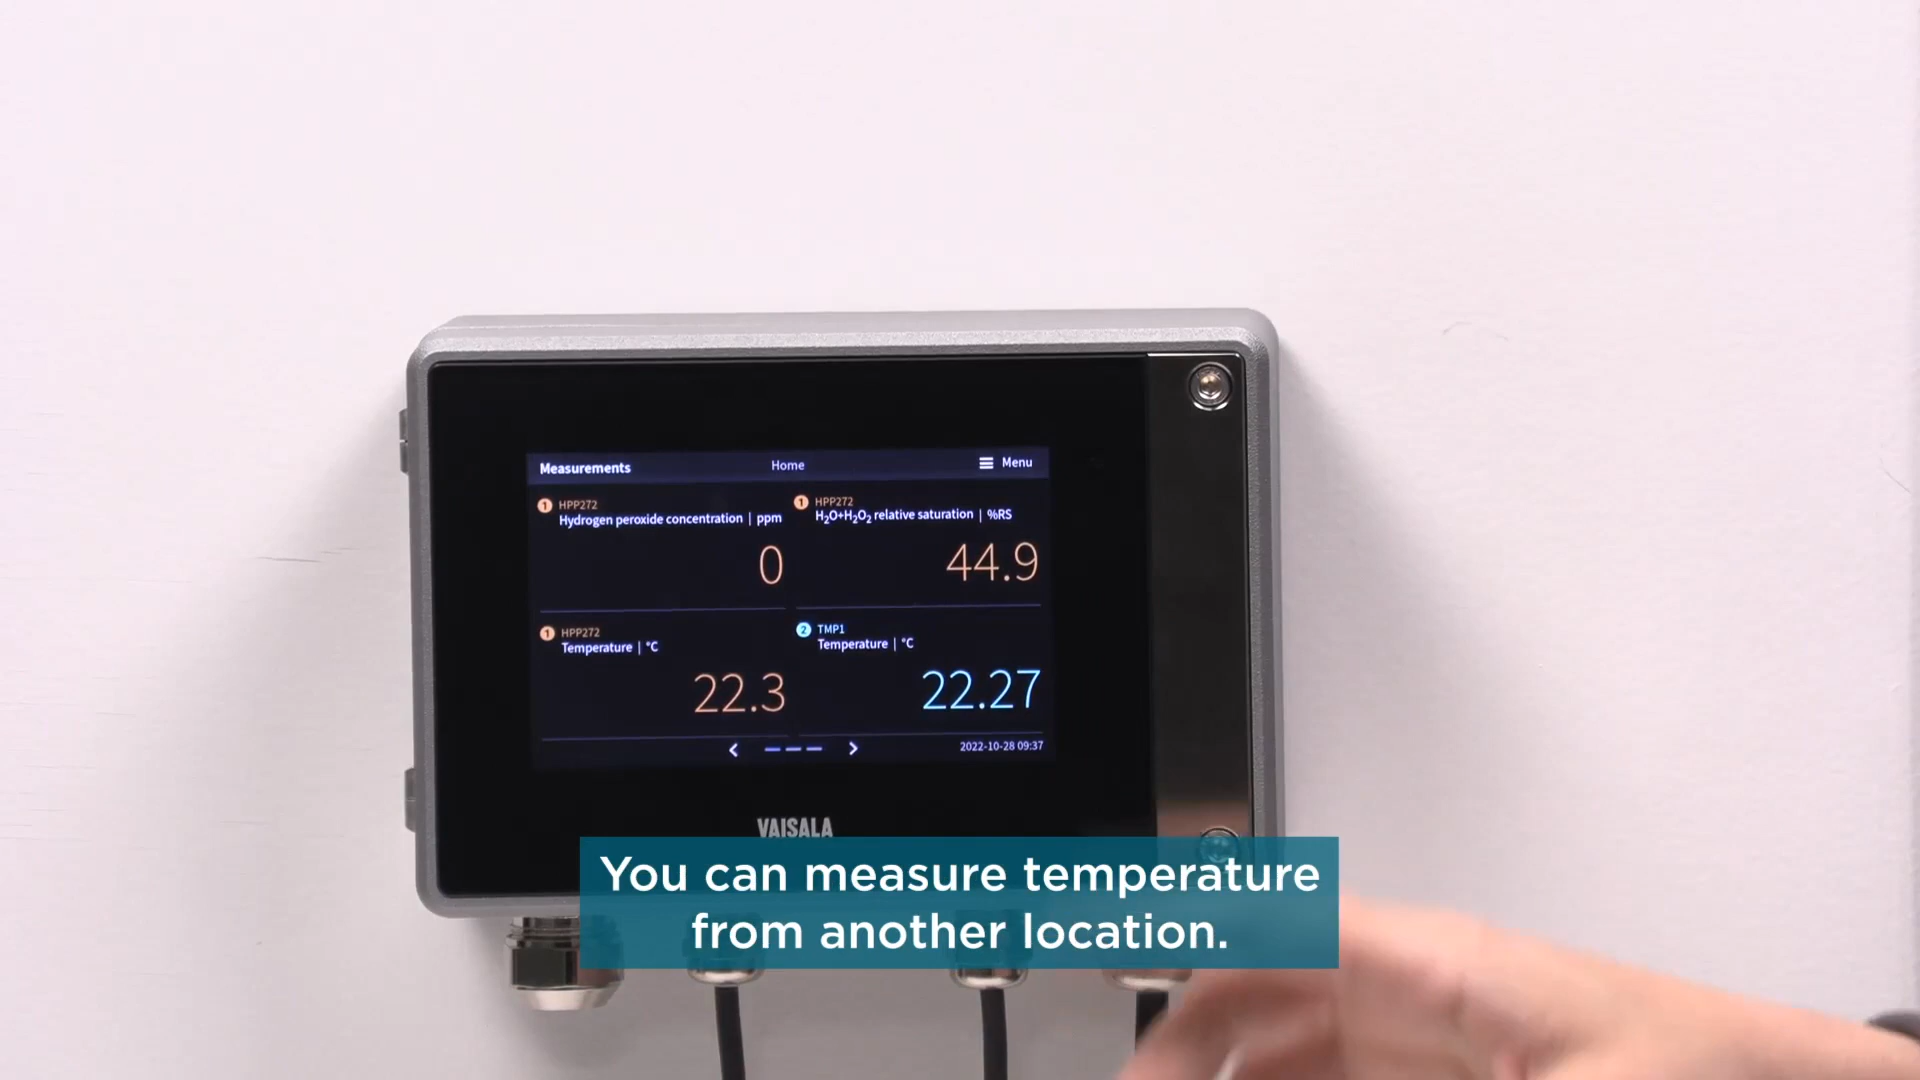 Measurements Home Menu
1 HPP272
Hydrogen peroxide concentration | ppm
0
1 HPP272
H₂O+H₂O₂ relative saturation | %RS
44.9
1 HPP272
Temperature | °C
22.3
2 TMP1
Temperature | °C
22.27
2022-10-28 09:37
VAISALA
You can measure temperature
from another location.